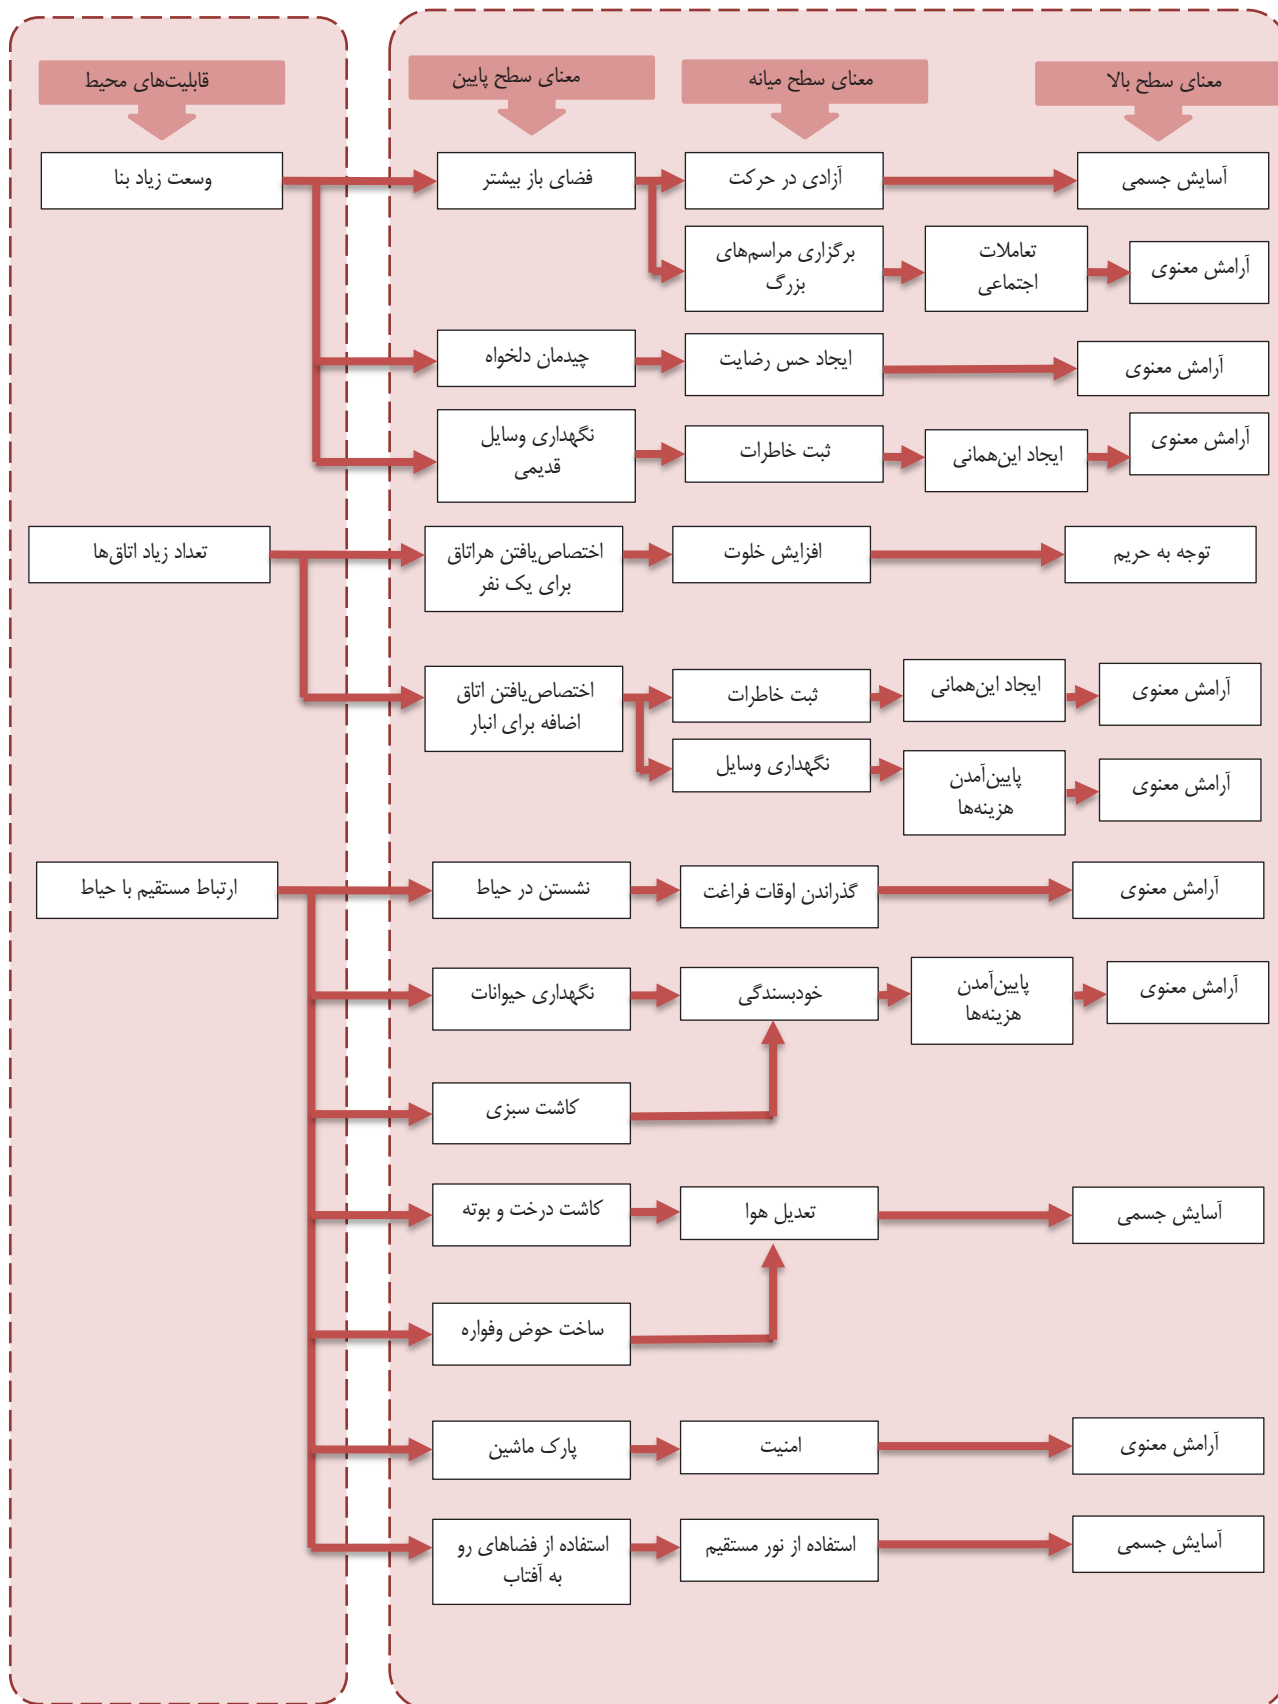 قابلیت‌های محیط
معنای سطح پایین
معنای سطح میانه
معنای سطح بالا
وسعت زیاد بنا
فضای باز بیشتر
آزادی در حرکت
آسایش جسمی
برگزاری مراسم‌های
بزرگ
تعاملات
اجتماعی
آرامش معنوی
چیدمان دلخواه
ایجاد حس رضایت
آرامش معنوی
نگهداری وسایل
قدیمی
ثبت خاطرات
ایجاد این‌همانی
آرامش معنوی
تعداد زیاد اتاق‌ها
اختصاص‌یافتن هراتاق
برای یک نفر
افزایش خلوت
توجه به حریم
اختصاص‌یافتن اتاق
اضافه برای انبار
ثبت خاطرات
ایجاد این‌همانی
آرامش معنوی
نگهداری وسایل
پایین‌آمدن
هزینه‌ها
آرامش معنوی
ارتباط مستقیم با حیاط
نشستن در حیاط
گذراندن اوقات فراغت
آرامش معنوی
نگهداری حیوانات
خودبسندگی
پایین‌آمدن
هزینه‌ها
آرامش معنوی
کاشت سبزی
کاشت درخت و بوته
تعدیل هوا
آسایش جسمی
ساخت حوض وفواره
پارک ماشین
امنیت
آرامش معنوی
استفاده از فضاهای رو
به آفتاب
استفاده از نور مستقیم
آسایش جسمی